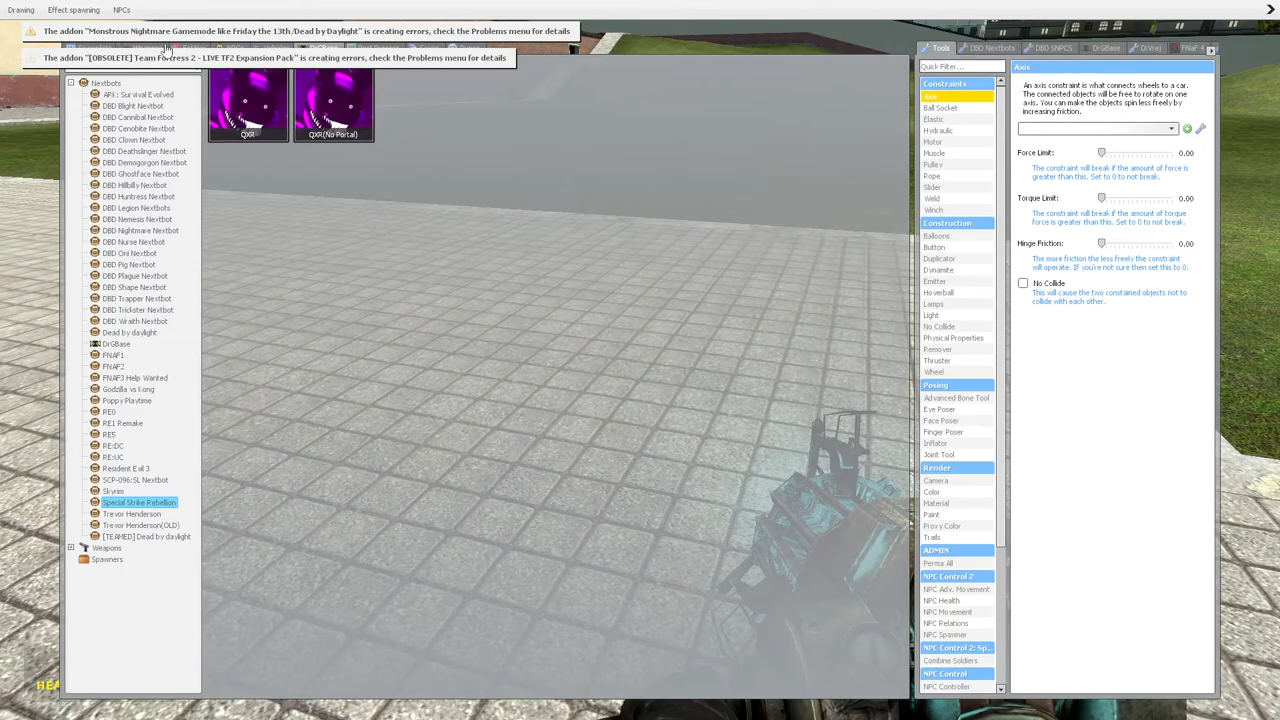 Drawing Effect spawning NPCs
The addon "Monstrous Nightmare Gamemode like Friday the 13th/Dead by Daylight" is creating errors, check the Problems menu for details
The addon "[OBSOLETE] Team Fortress 2 - LIVE TF2 Expansion Pack" is creating errors, check the Problems menu for details
Nextbots
ARK: Survival Evolved
DBD Blight Nextbot
DBD Cannibal Nextbot
DBD Cenobite Nextbot
DBD Clown Nextbot
DBD Deathslinger Nextbot
DBD Demogorgon Nextbot
DBD Ghostface Nextbot
DBD Hillbilly Nextbot
DBD Huntress Nextbot
DBD Legion Nextbots
DBD Nemesis Nextbot
DBD Nightmare Nextbot
DBD Nurse Nextbot
DBD Oni Nextbot
DBD Pig Nextbot
DBD Plague Nextbot
DBD Shape Nextbot
DBD Trapper Nextbot
DBD Trickster Nextbot
DBD Wraith Nextbot
Dead by daylight
DrGBase
FNAF1
FNAF2
FNAF3 Help Wanted
Godzilla vs Kong
Poppy Playtime
RE0
RE1 Remake
RE5
RE:DC
RE:UC
Resident Evil 3
SCP-096:SL Nextbot
Skyrim
Special Strike Rebellion
Trevor Henderson
Trevor Henderson(OLD)
[TEAMED] Dead by daylight
Weapons
Spawners
QXR
QXR(No Portal)
Tools DBD Nextbots DBD SNPCS DrGBase DrVrej FNaF 4
Quick Filter...
Constraints
Axis
Ball Socket
Elastic
Hydraulic
Motor
Muscle
Pulley
Rope
Slider
Weld
Winch
Construction
Balloons
Button
Duplicator
Dynamite
Emitter
Hoverball
Lamps
Light
No Collide
Physical Properties
Remover
Thruster
Wheel
Posing
Advanced Bone Tool
Eye Poser
Face Poser
Finger Poser
Inflator
Joint Tool
Render
Camera
Color
Material
Paint
Proxy Color
Trails
ADMIN
Perma All
NPC Control 2
NPC Adv. Movement
NPC Health
NPC Movement
NPC Relations
NPC Spawner
NPC Control 2: Sp...
Combine Soldiers
NPC Control
NPC Controller
Axis
An axis constraint is what connects wheels to a car.
The connected objects will be free to rotate on one
axis. You can make the objects spin less freely by
increasing friction.
Force Limit: 0.00
The constraint will break if the amount of force is
greater than this. Set to 0 to not break.
Torque Limit: 0.00
The constraint will break if the amount of torque
force is greater than this. Set to 0 to not break.
Hinge Friction: 0.00
The more friction the less freely the constraint
will operate. If you're not sure then set this to 0.
No Collide
This will cause the two constained objects not to
collide with each other.